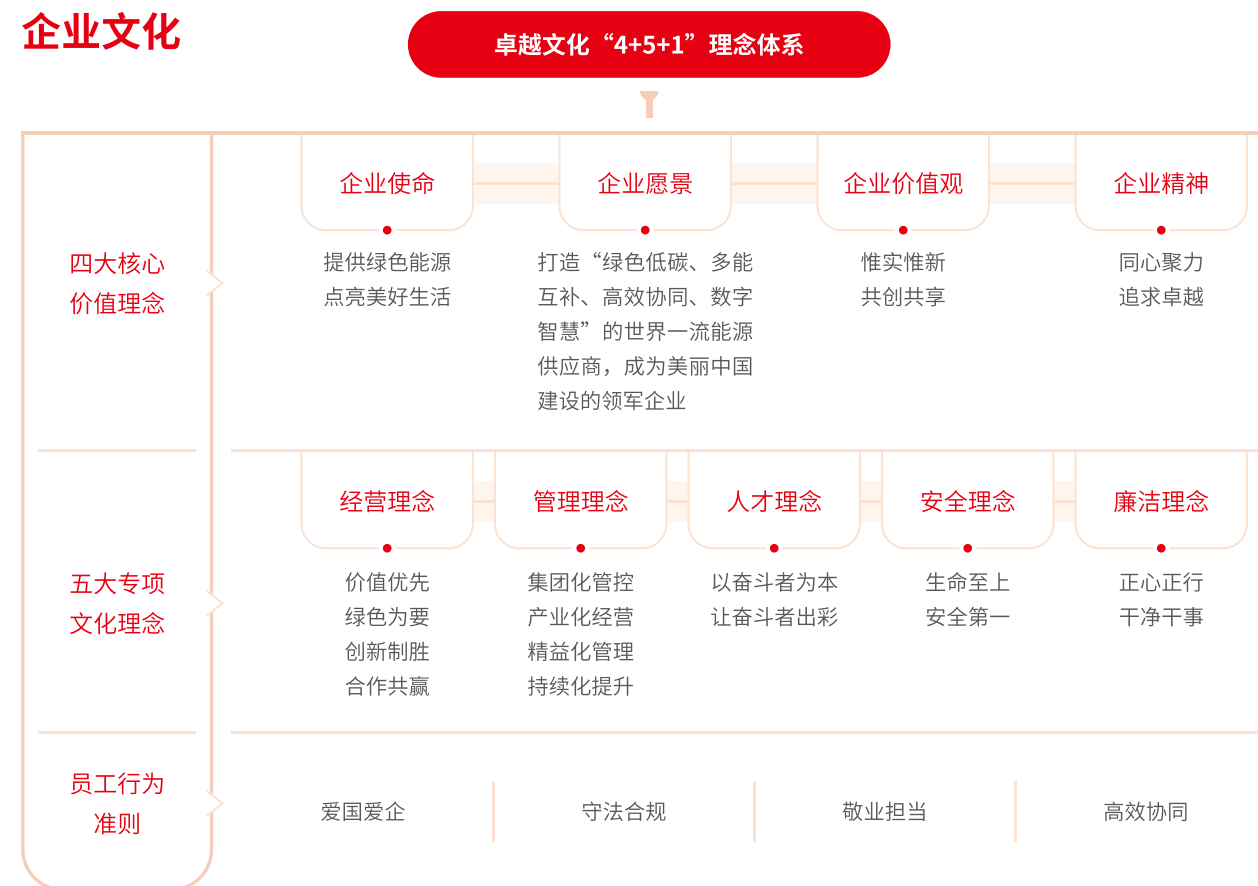 企业文化
卓越文化“4+5+1”理念体系
四大核心
价值理念
企业使命
提供绿色能源
点亮美好生活
企业愿景
打造“绿色低碳、多能
互补、高效协同、数字
智慧”的世界一流能源
供应商，成为美丽中国
建设的领军企业
企业价值观
惟实惟新
共创共享
企业精神
同心聚力
追求卓越
五大专项
文化理念
经营理念
价值优先
绿色为要
创新制胜
合作共赢
管理理念
集团化管控
产业化经营
精益化管理
持续化提升
人才理念
以奋斗者为本
让奋斗者出彩
安全理念
生命至上
安全第一
廉洁理念
正心正行
干净干事
员工行为
准则
爱国爱企
守法合规
敬业担当
高效协同